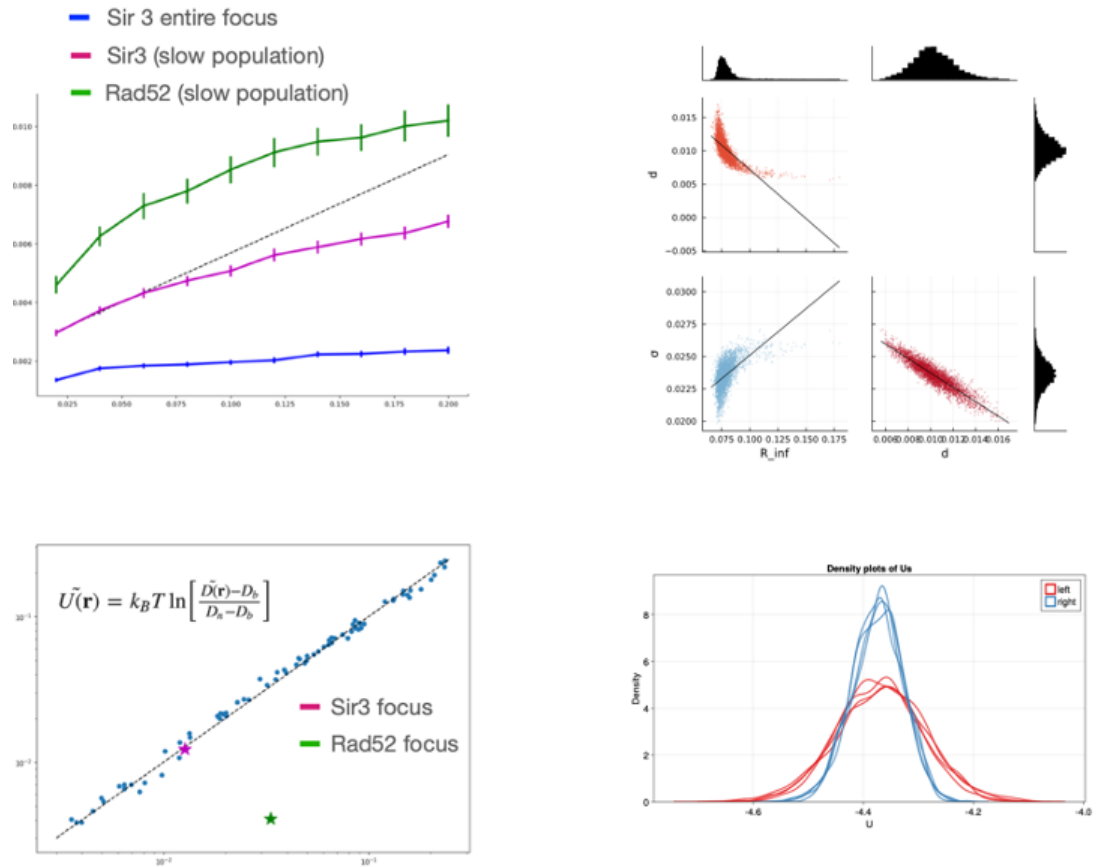 Sir 3 entire focus
Sir3 (slow population)
Rad52 (slow population)
0.010
0.008
0.006
0.004
0.002
0.025 0.050 0.075 0.100 0.125 0.150 0.175 0.200
0.015
0.010
0.005
0.000
−0.005
d
0.0300
0.0275
0.0250
0.0225
0.0200
σ
0.075 0.100 0.125 0.150 0.175 0.006 0.008 0.010 0.012 0.014 0.016
R_inf d
Ũ(r) = k_B T ln[(D̃(r)−D_b)/(D_n−D_b)]
10⁻¹
10⁻²
Sir3 focus
Rad52 focus
10⁻² 10⁻¹
Density plots of Us
left
right
8
6
4
2
0
Density
-4.6 -4.4 -4.2 -4.0
U